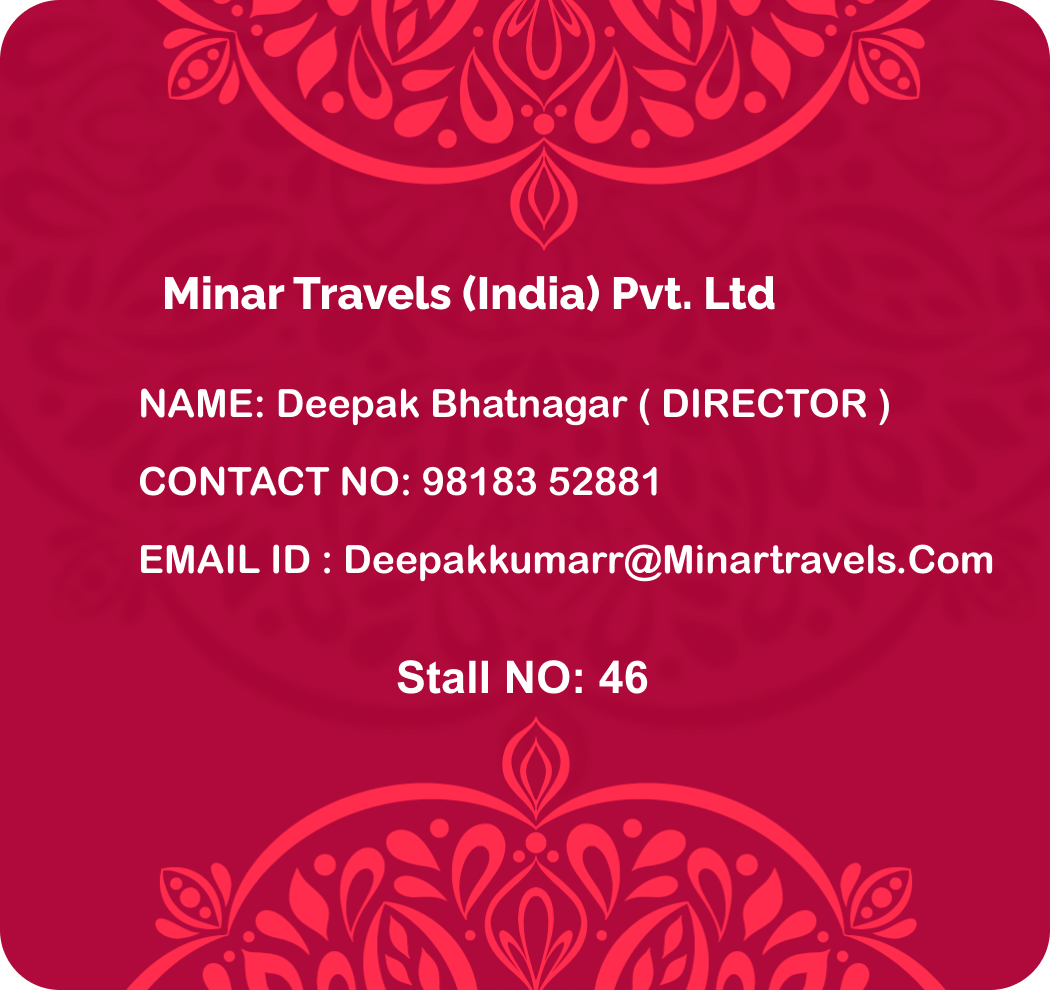 Minar Travels (India) Pvt. Ltd
NAME: Deepak Bhatnagar ( DIRECTOR )
CONTACT NO: 98183 52881
EMAIL ID : Deepakkumarr@Minartravels.Com
Stall NO: 46